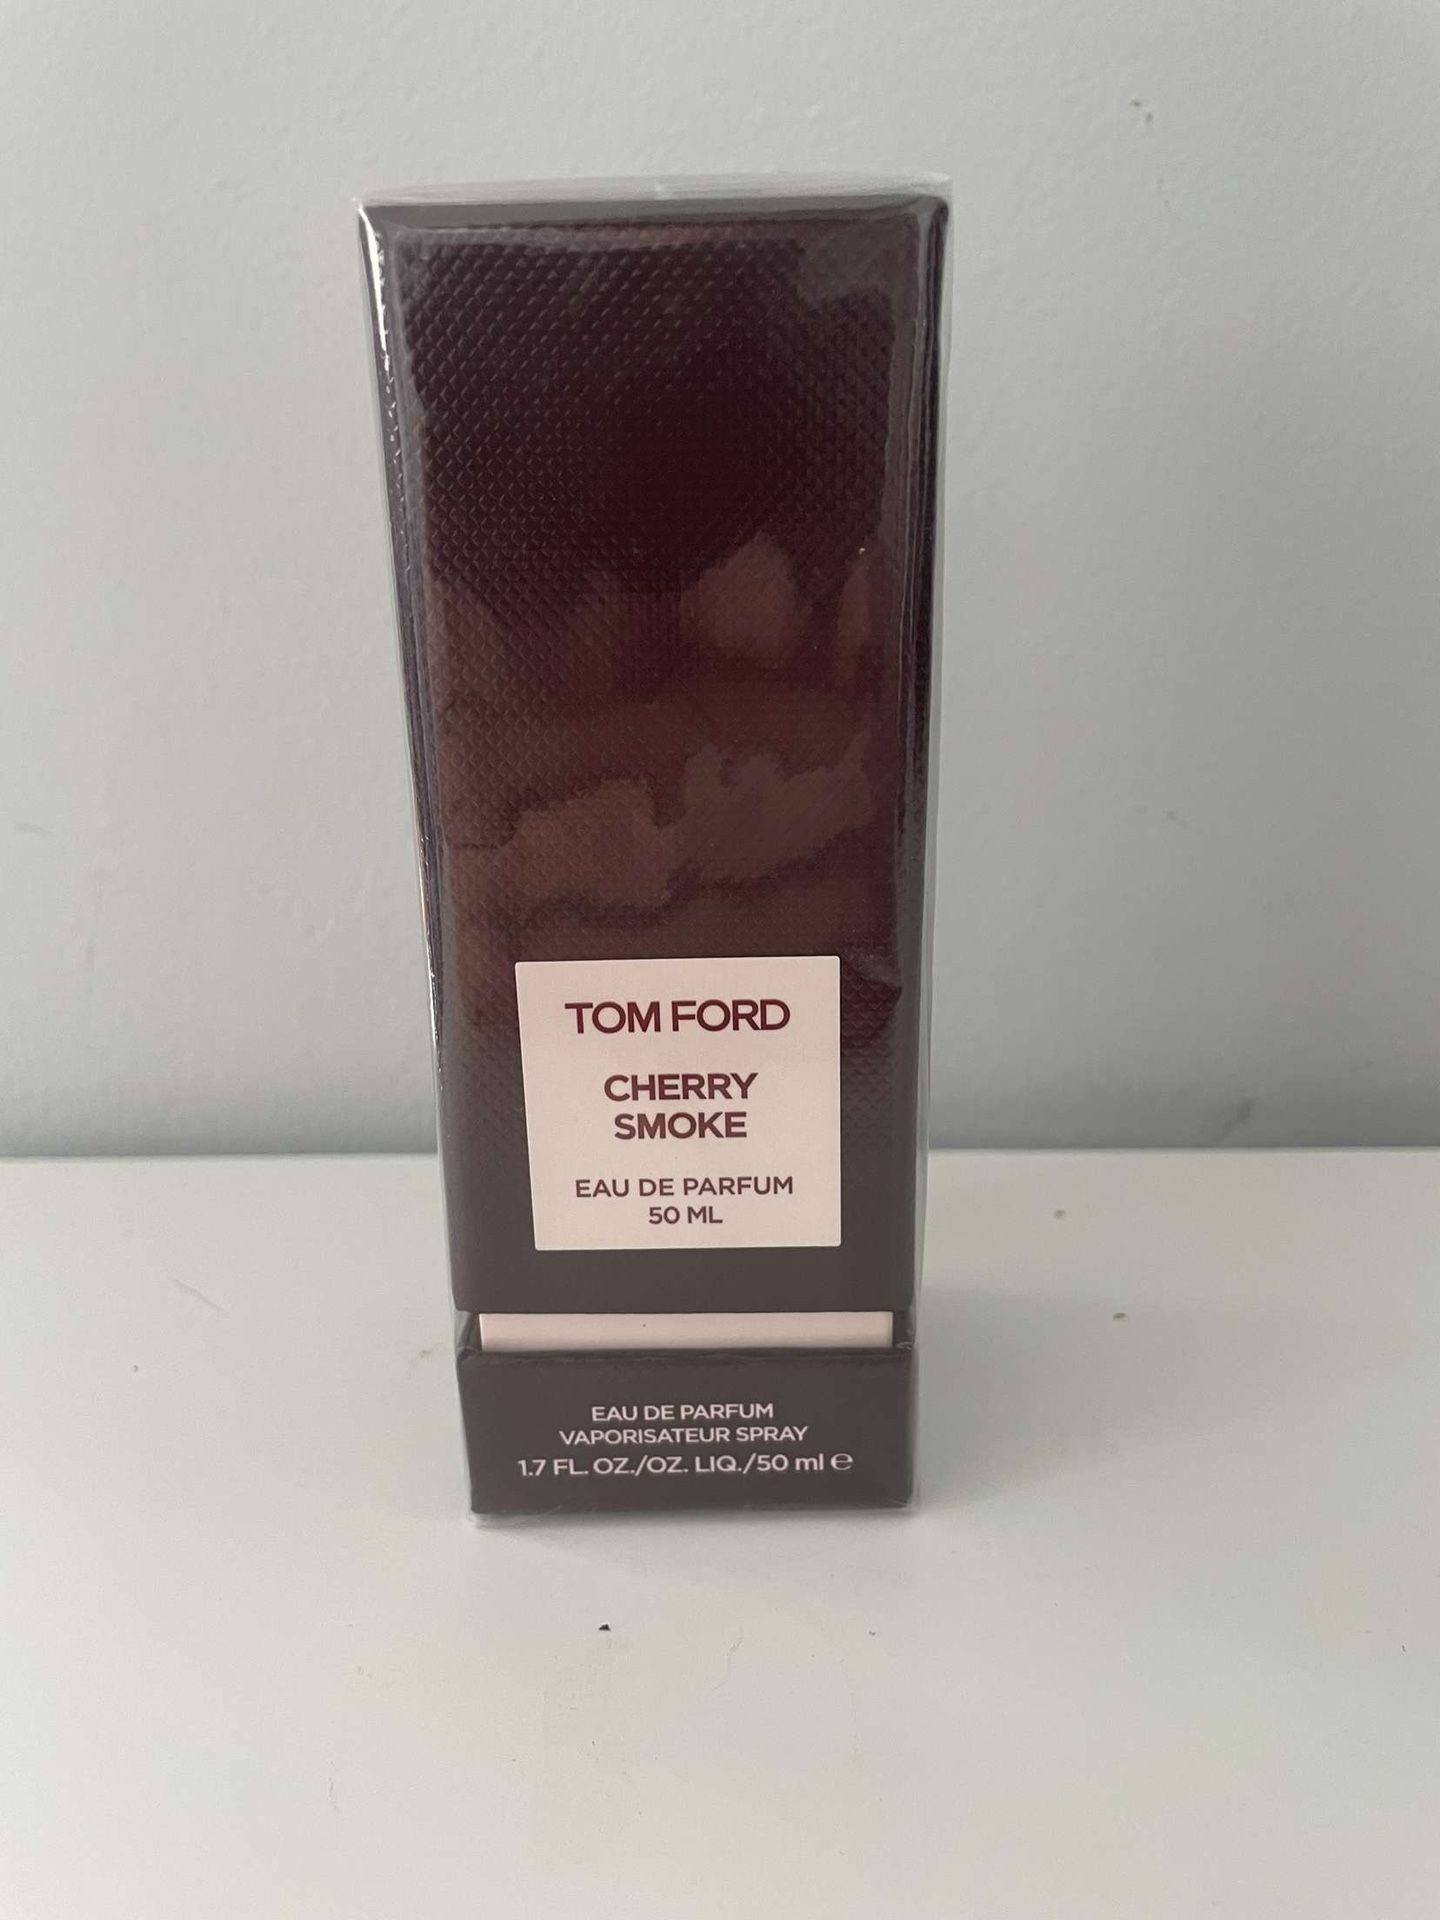 TOM FORD
CHERRY
SMOKE
EAU DE PARFUM
50 ML
EAU DE PARFUM
VAPORISATEUR SPRAY
1.7 FL. OZ./OZ. LIQ./50 ml ℮